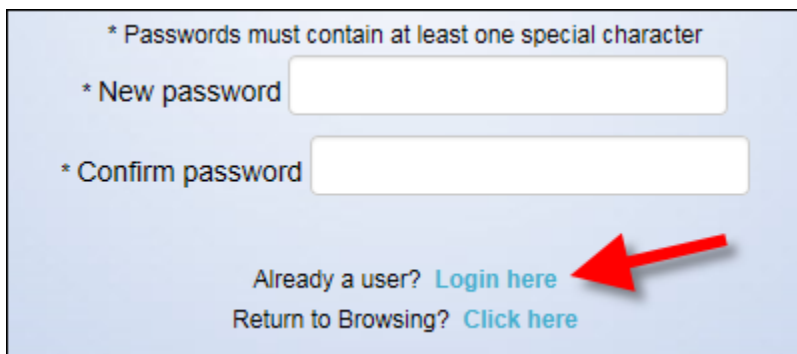 * Passwords must contain at least one special character
* New password
* Confirm password
Already a user? Login here
Return to Browsing? Click here